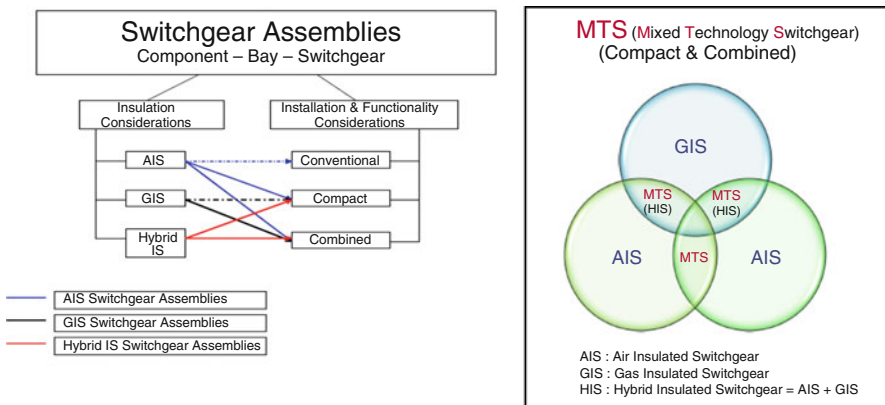 Switchgear Assemblies
Component – Bay – Switchgear
Insulation
Considerations
Installation & Functionality
Considerations
AIS
Conventional
GIS
Compact
Hybrid
IS
Combined
AIS Switchgear Assemblies
GIS Switchgear Assemblies
Hybrid IS Switchgear Assemblies
MTS (Mixed Technology Switchgear)
(Compact & Combined)
GIS
MTS
(HIS)
MTS
(HIS)
AIS
MTS
AIS
AIS : Air Insulated Switchgear
GIS : Gas Insulated Switchgear
HIS : Hybrid Insulated Switchgear = AIS + GIS